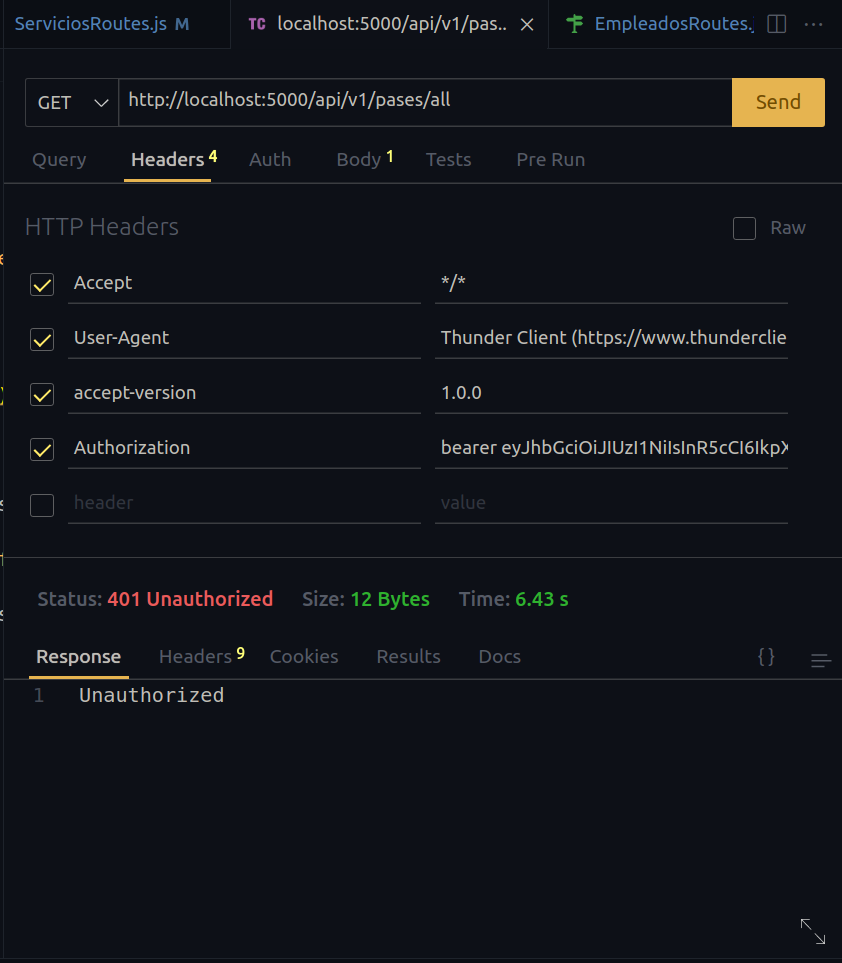 ServiciosRoutes.js M TC localhost:5000/api/v1/pas.. EmpleadosRoutes.
GET http://localhost:5000/api/v1/pases/all Send
Query Headers 4 Auth Body 1 Tests Pre Run
HTTP Headers Raw
Accept */*
User-Agent Thunder Client (https://www.thunderclie
accept-version 1.0.0
Authorization bearer eyJhbGciOiJIUzI1NiIsInR5cCI6IkpX
header value
Status: 401 Unauthorized Size: 12 Bytes Time: 6.43 s
Response Headers 9 Cookies Results Docs {}
1 Unauthorized